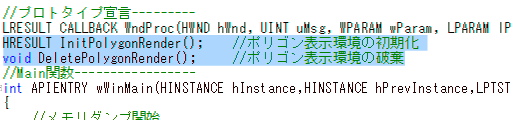 //プロトタイプ宣言----------
LRESULT CALLBACK WndProc(HWND hWnd, UINT uMsg, WPARAM wParam, LPARAM lP
HRESULT InitPolygonRender();    //ポリゴン表示環境の初期化
void DeletePolygonRender();     //ポリゴン表示環境の破棄
//Main関数------------------
int APIENTRY wWinMain(HINSTANCE hInstance,HINSTANCE hPrevInstance,LPTST
{
    //メモリダンプ開始